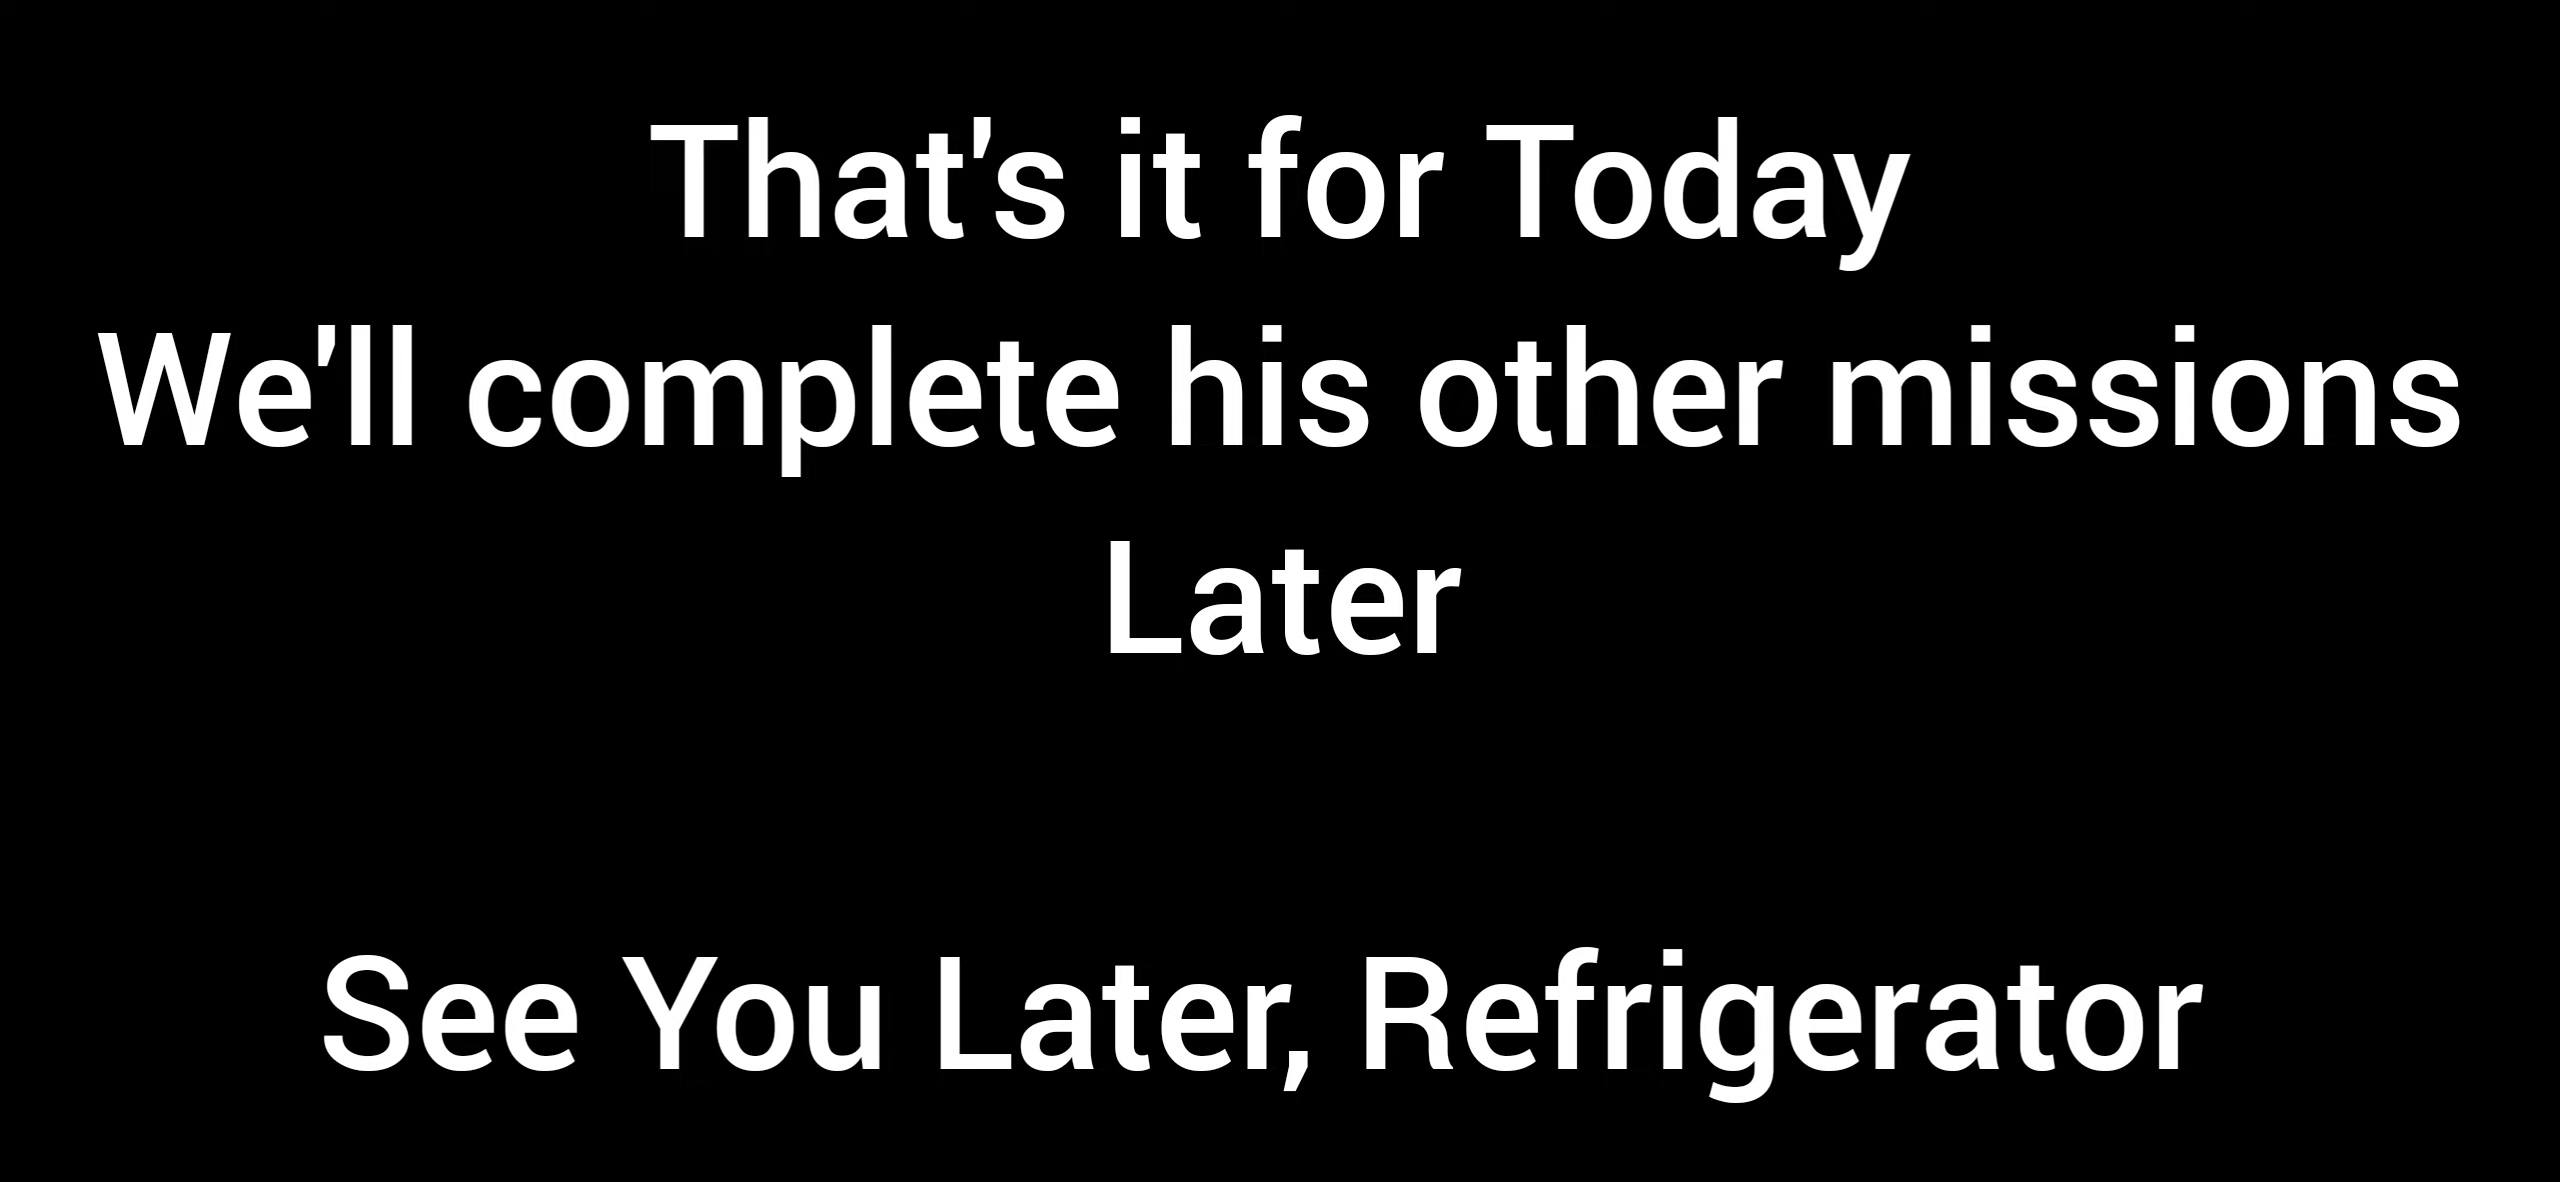 That's it for Today
We'll complete his other missions
Later
See You Later, Refrigerator